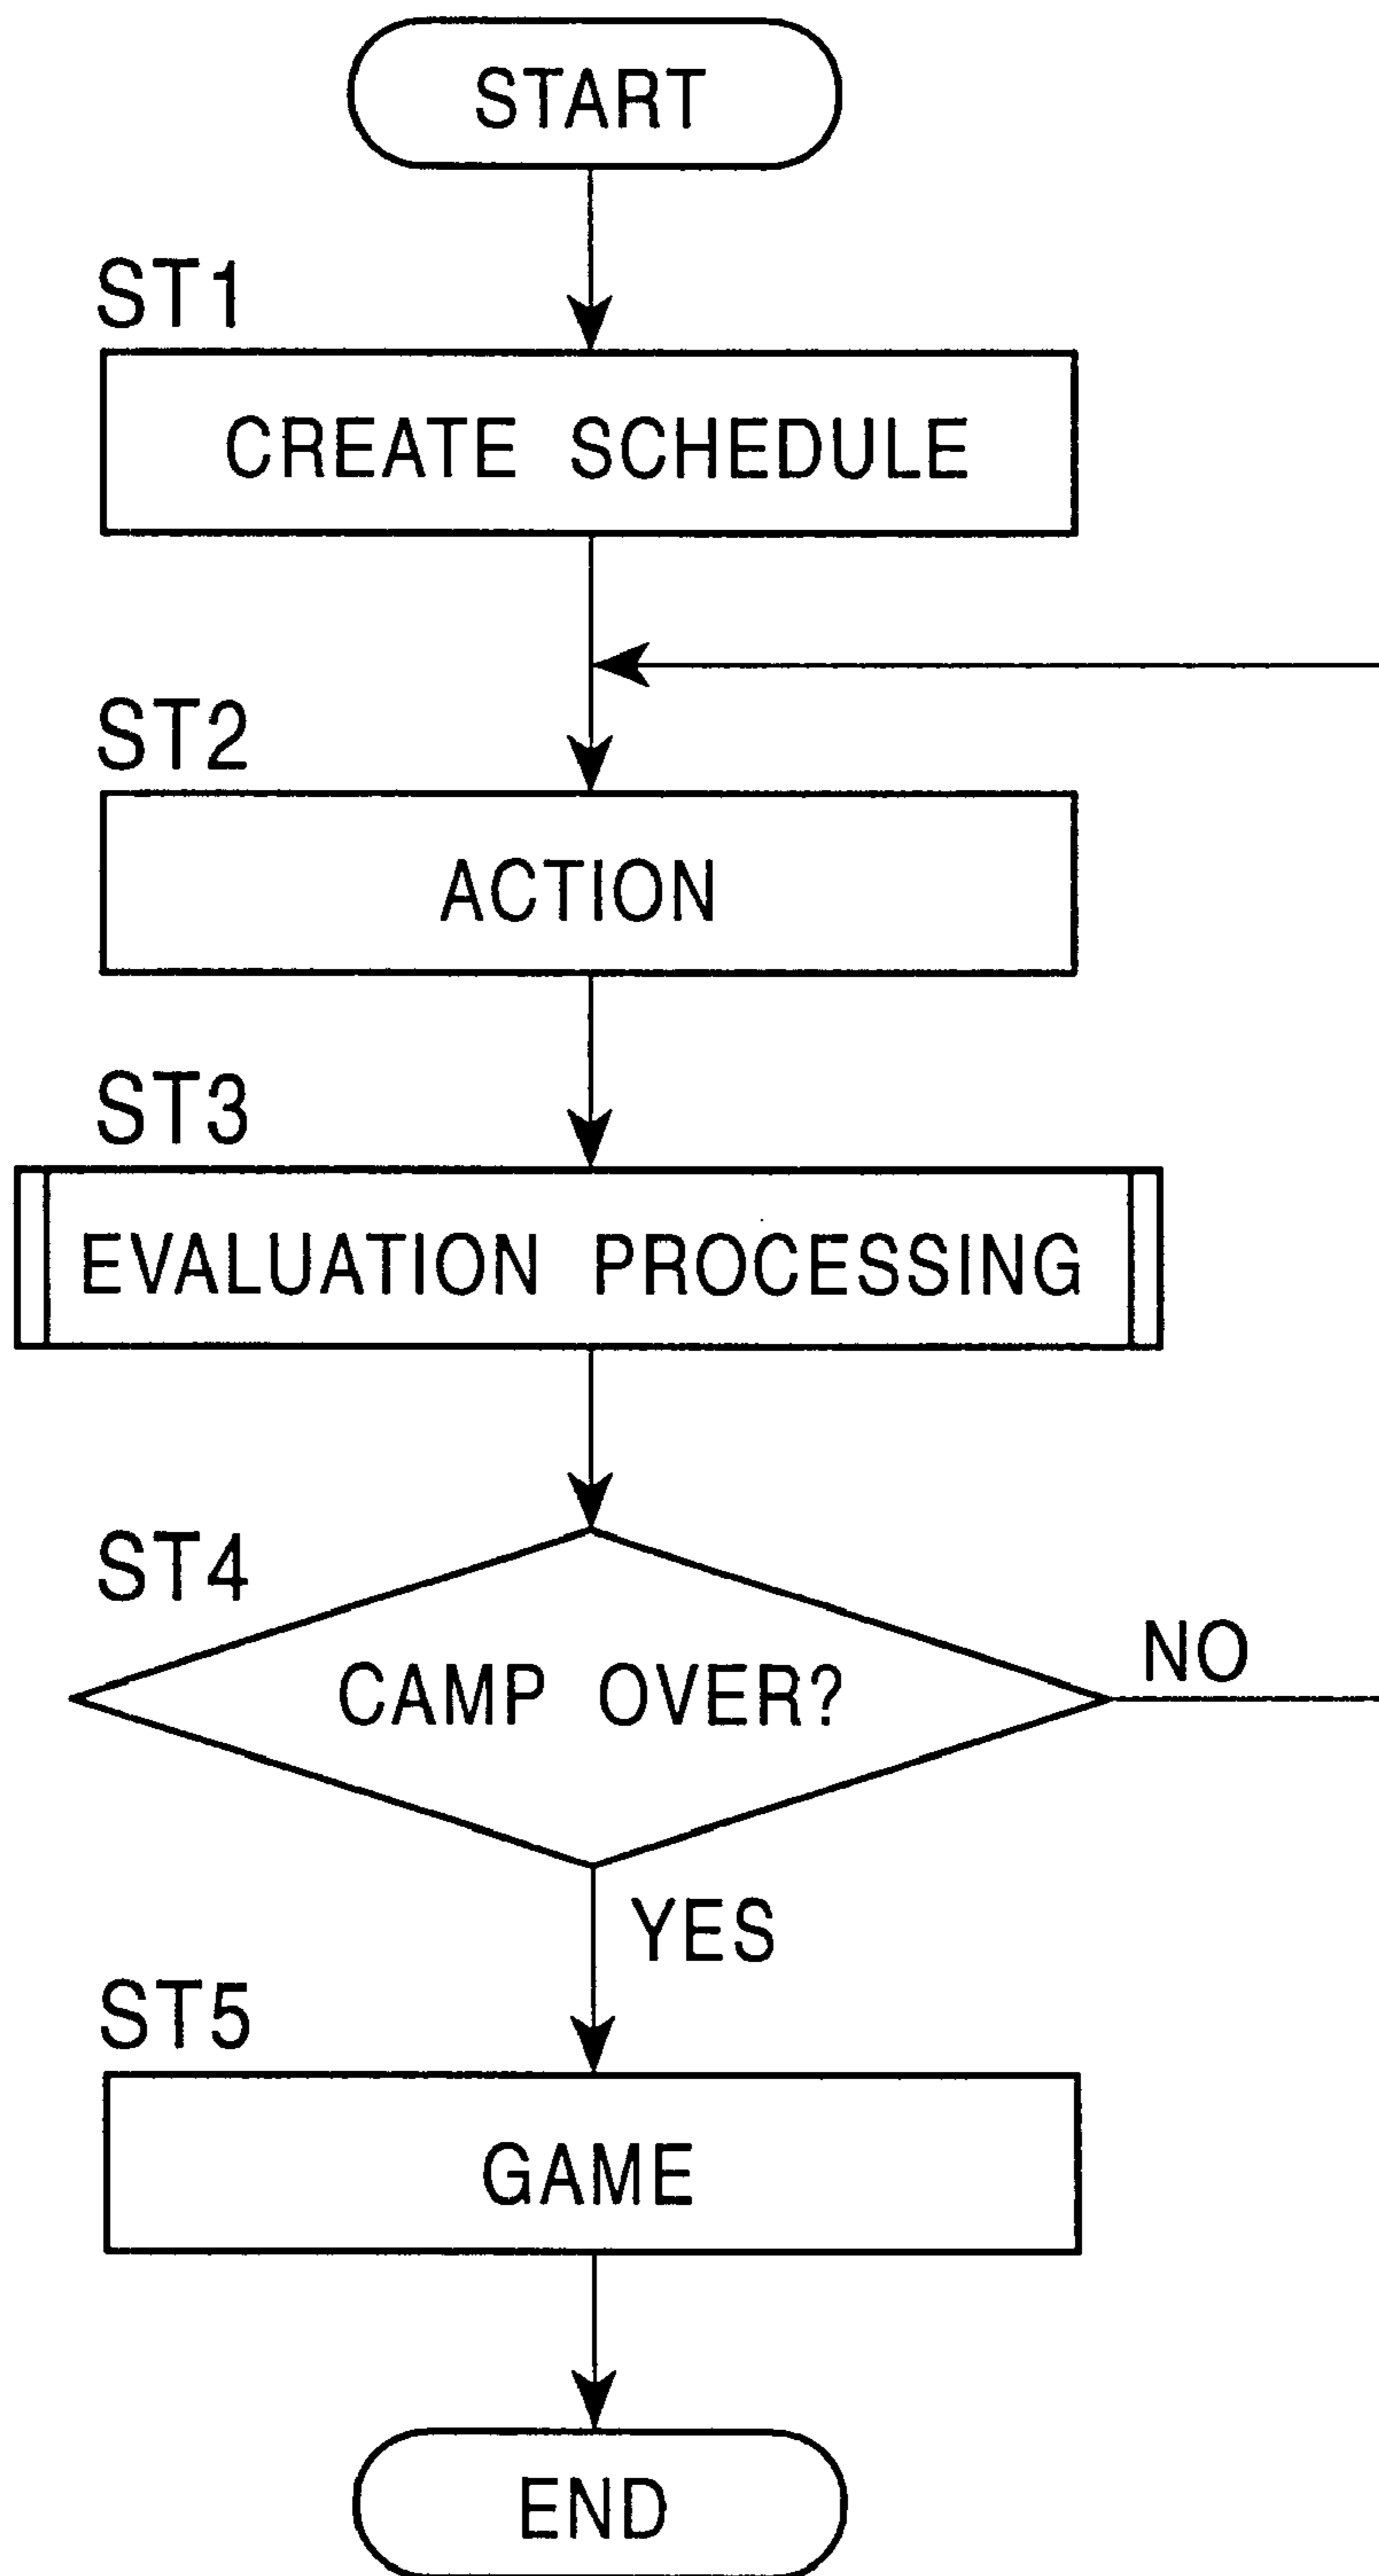 START
ST1
CREATE SCHEDULE
ST2
ACTION
ST3
EVALUATION PROCESSING
ST4
CAMP OVER?
NO
YES
ST5
GAME
END